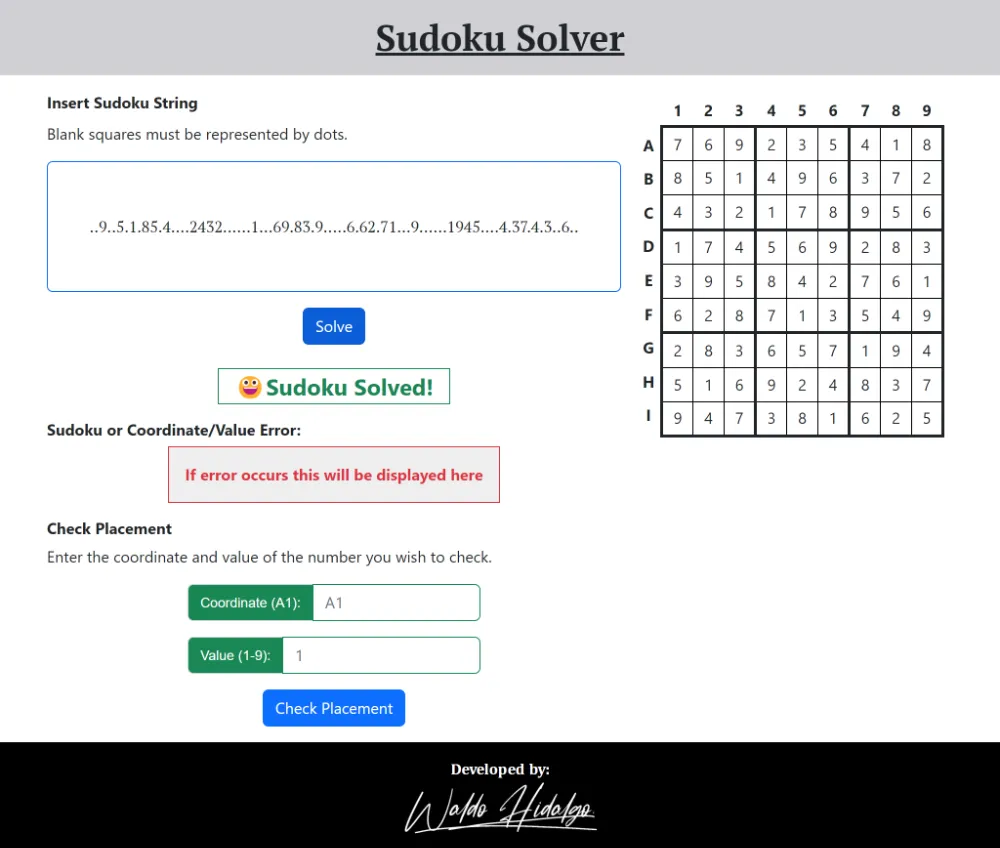 Sudoku Solver
Insert Sudoku String
Blank squares must be represented by dots.
..9..5.1.85.4....2432......1...69.83.9.....6.62.71...9......1945....4.37.4.3..6..
Solve
Sudoku Solved!
Sudoku or Coordinate/Value Error:
If error occurs this will be displayed here
Check Placement
Enter the coordinate and value of the number you wish to check.
Coordinate (A1): A1
Value (1-9): 1
Check Placement
1 2 3 4 5 6 7 8 9
A 7 6 9 2 3 5 4 1 8
B 8 5 1 4 9 6 3 7 2
C 4 3 2 1 7 8 9 5 6
D 1 7 4 5 6 9 2 8 3
E 3 9 5 8 4 2 7 6 1
F 6 2 8 7 1 3 5 4 9
G 2 8 3 6 5 7 1 9 4
H 5 1 6 9 2 4 8 3 7
I 9 4 7 3 8 1 6 2 5
Developed by:
Waldo Hidalgo.